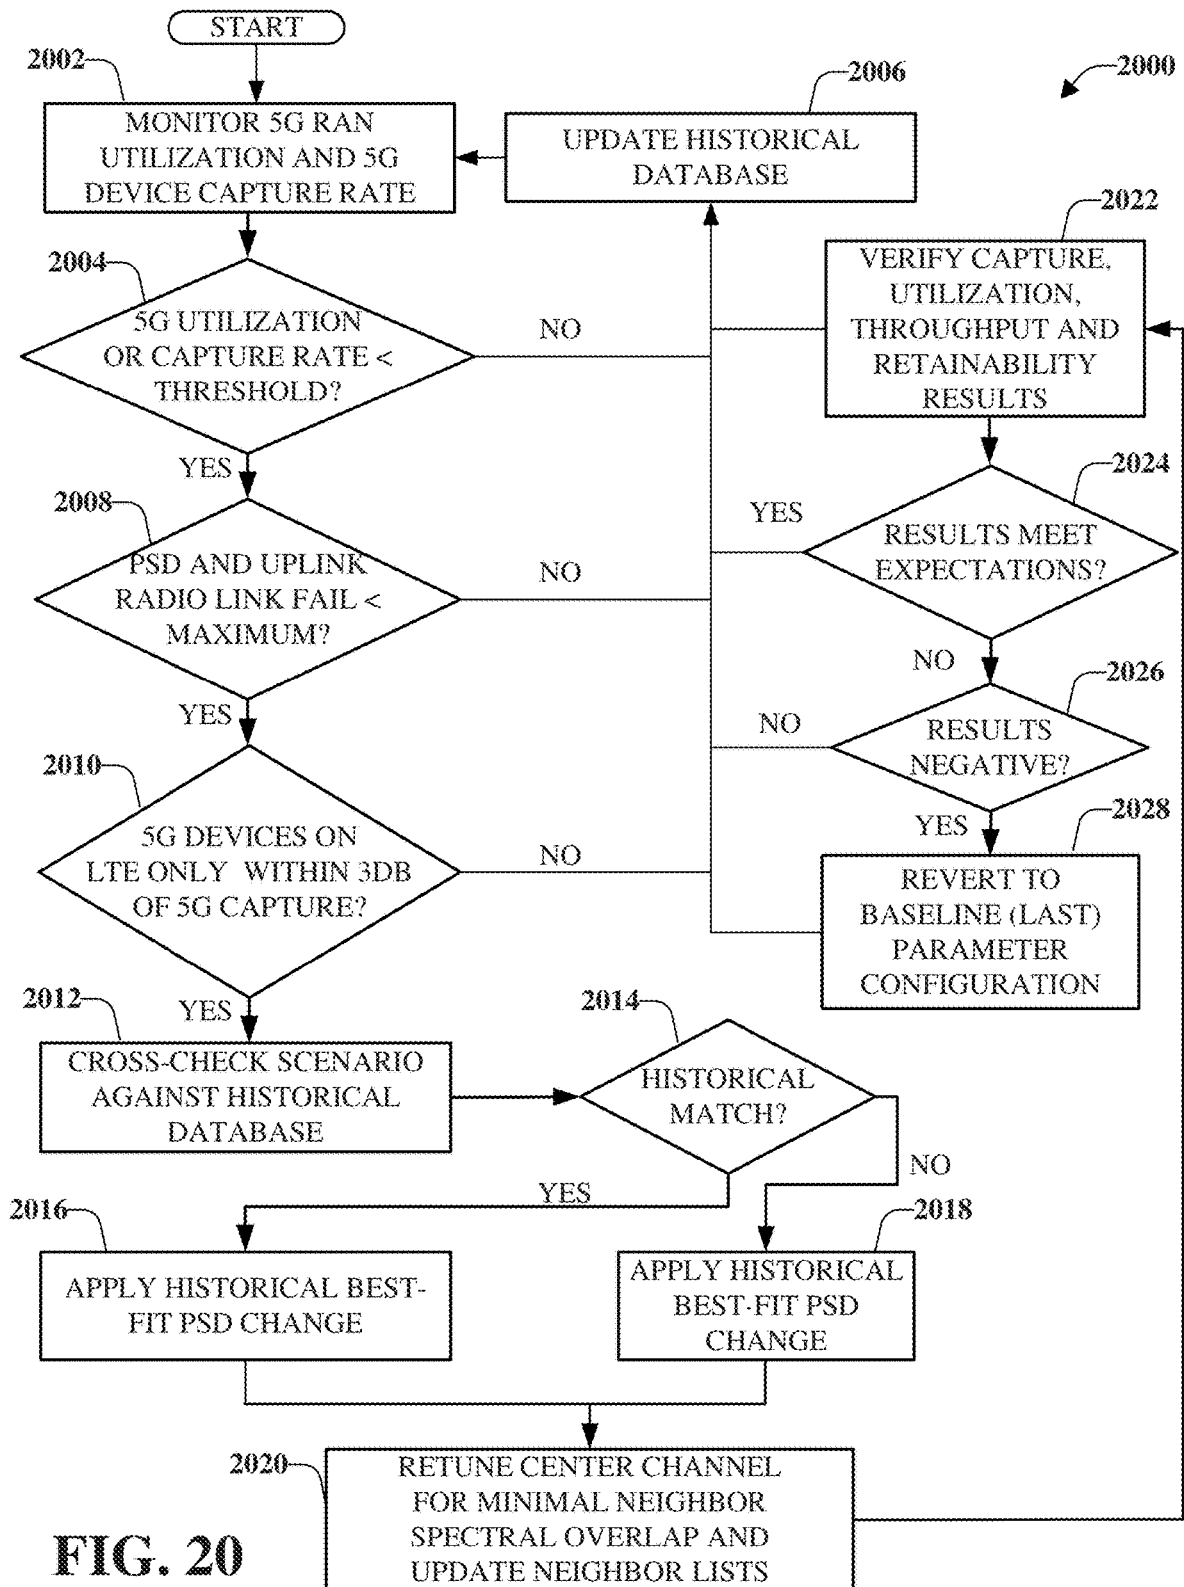 START
2002
2006
2000
MONITOR 5G RAN
UTILIZATION AND 5G
DEVICE CAPTURE RATE
UPDATE HISTORICAL
DATABASE
2022
VERIFY CAPTURE,
UTILIZATION,
THROUGHPUT AND
RETAINABILITY
RESULTS
2004
5G UTILIZATION
OR CAPTURE RATE <
THRESHOLD?
NO
YES
2024
RESULTS MEET
EXPECTATIONS?
YES
NO
2008
PSD AND UPLINK
RADIO LINK FAIL <
MAXIMUM?
NO
YES
2026
RESULTS
NEGATIVE?
NO
YES
2010
5G DEVICES ON
LTE ONLY WITHIN 3DB
OF 5G CAPTURE?
NO
YES
2028
REVERT TO
BASELINE (LAST)
PARAMETER
CONFIGURATION
2012
CROSS-CHECK SCENARIO
AGAINST HISTORICAL
DATABASE
2014
HISTORICAL
MATCH?
NO
YES
2016
APPLY HISTORICAL BEST-
FIT PSD CHANGE
2018
APPLY HISTORICAL
BEST-FIT PSD
CHANGE
2020
RETUNE CENTER CHANNEL
FOR MINIMAL NEIGHBOR
SPECTRAL OVERLAP AND
UPDATE NEIGHBOR LISTS
FIG. 20